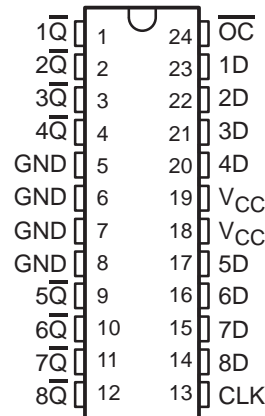 1Q̅ 1 24 O̅C̅
2Q̅ 2 23 1D
3Q̅ 3 22 2D
4Q̅ 4 21 3D
GND 5 20 4D
GND 6 19 VCC
GND 7 18 VCC
GND 8 17 5D
5Q̅ 9 16 6D
6Q̅ 10 15 7D
7Q̅ 11 14 8D
8Q̅ 12 13 CLK